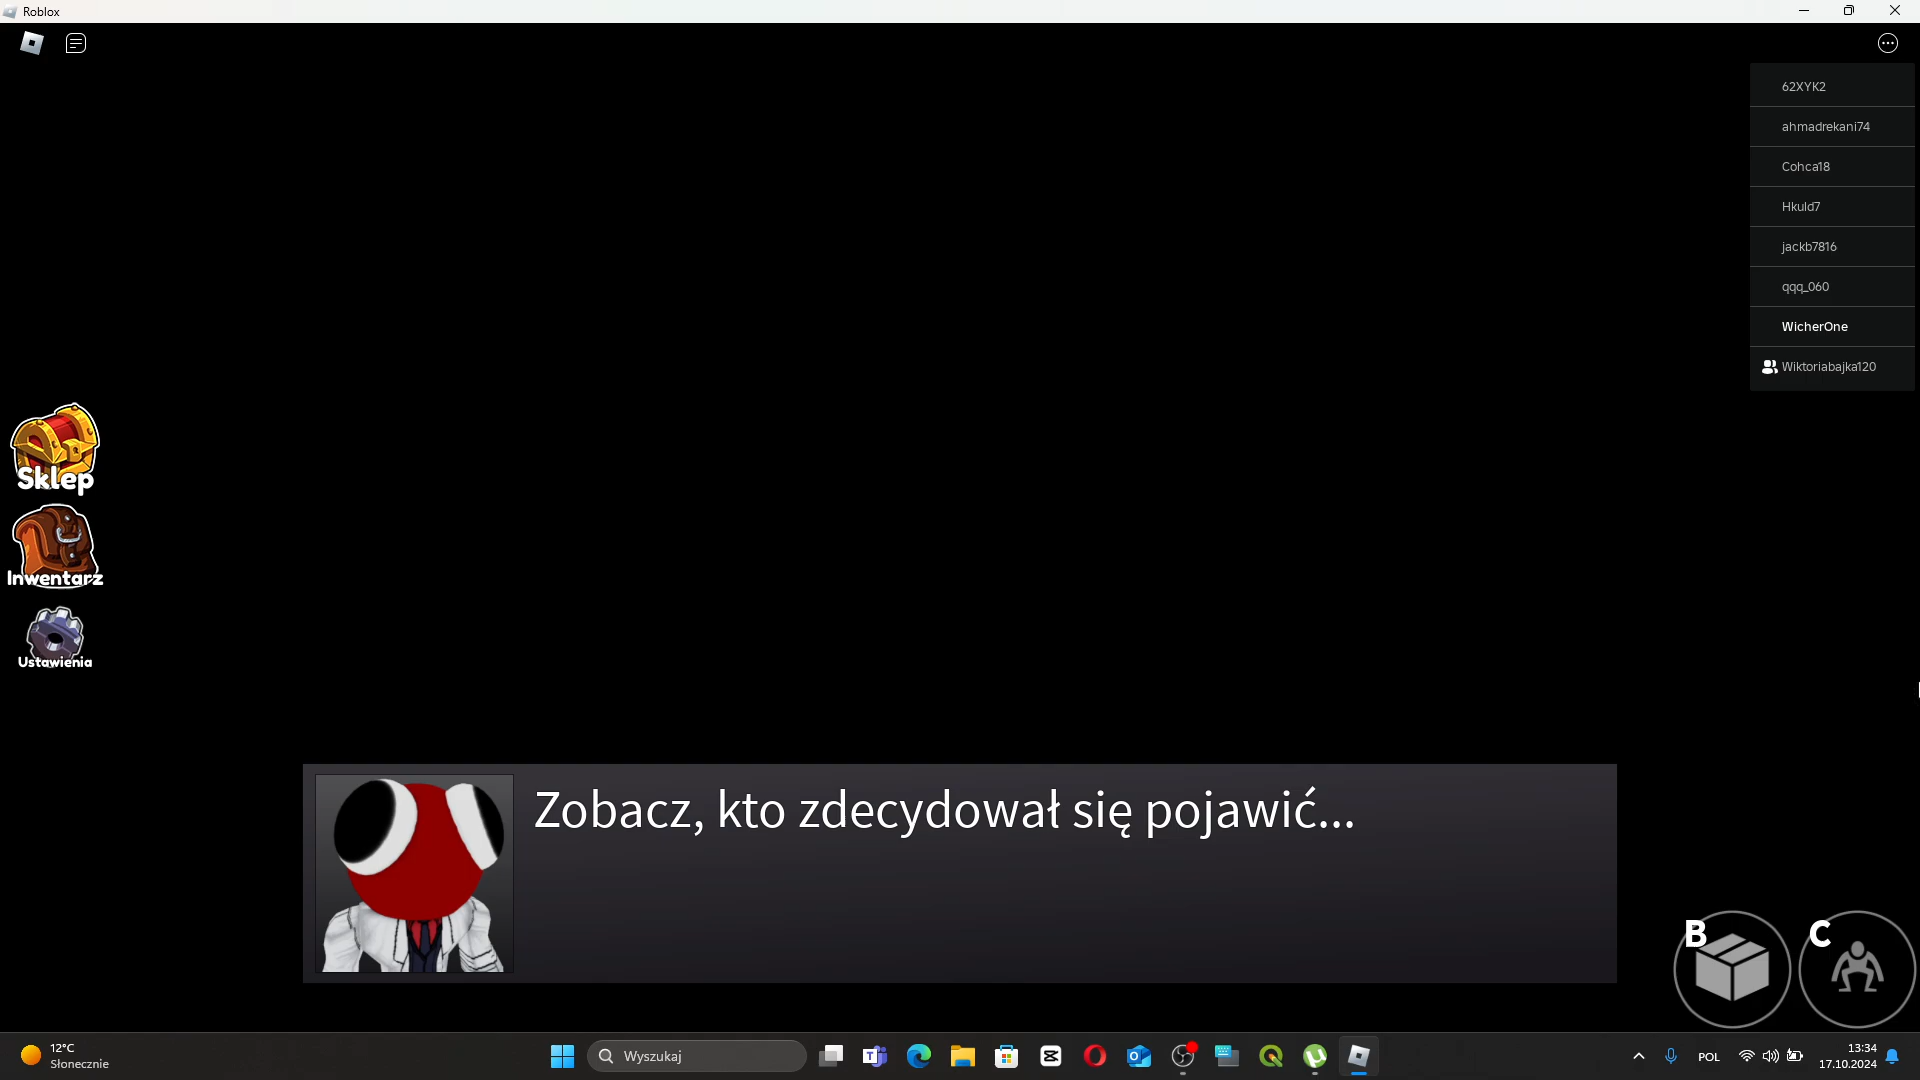 Roblox
62XYK2
ahmadrekani74
Cohca18
Hkuld7
jackb7816
qqq_060
WicherOne
Wiktoriabajka120
Sklep
Inwentarz
Ustawienia
Zobacz, kto zdecydował się pojawić...
B
C
12°C
Słonecznie
Wyszukaj
POL
13:34
17.10.2024